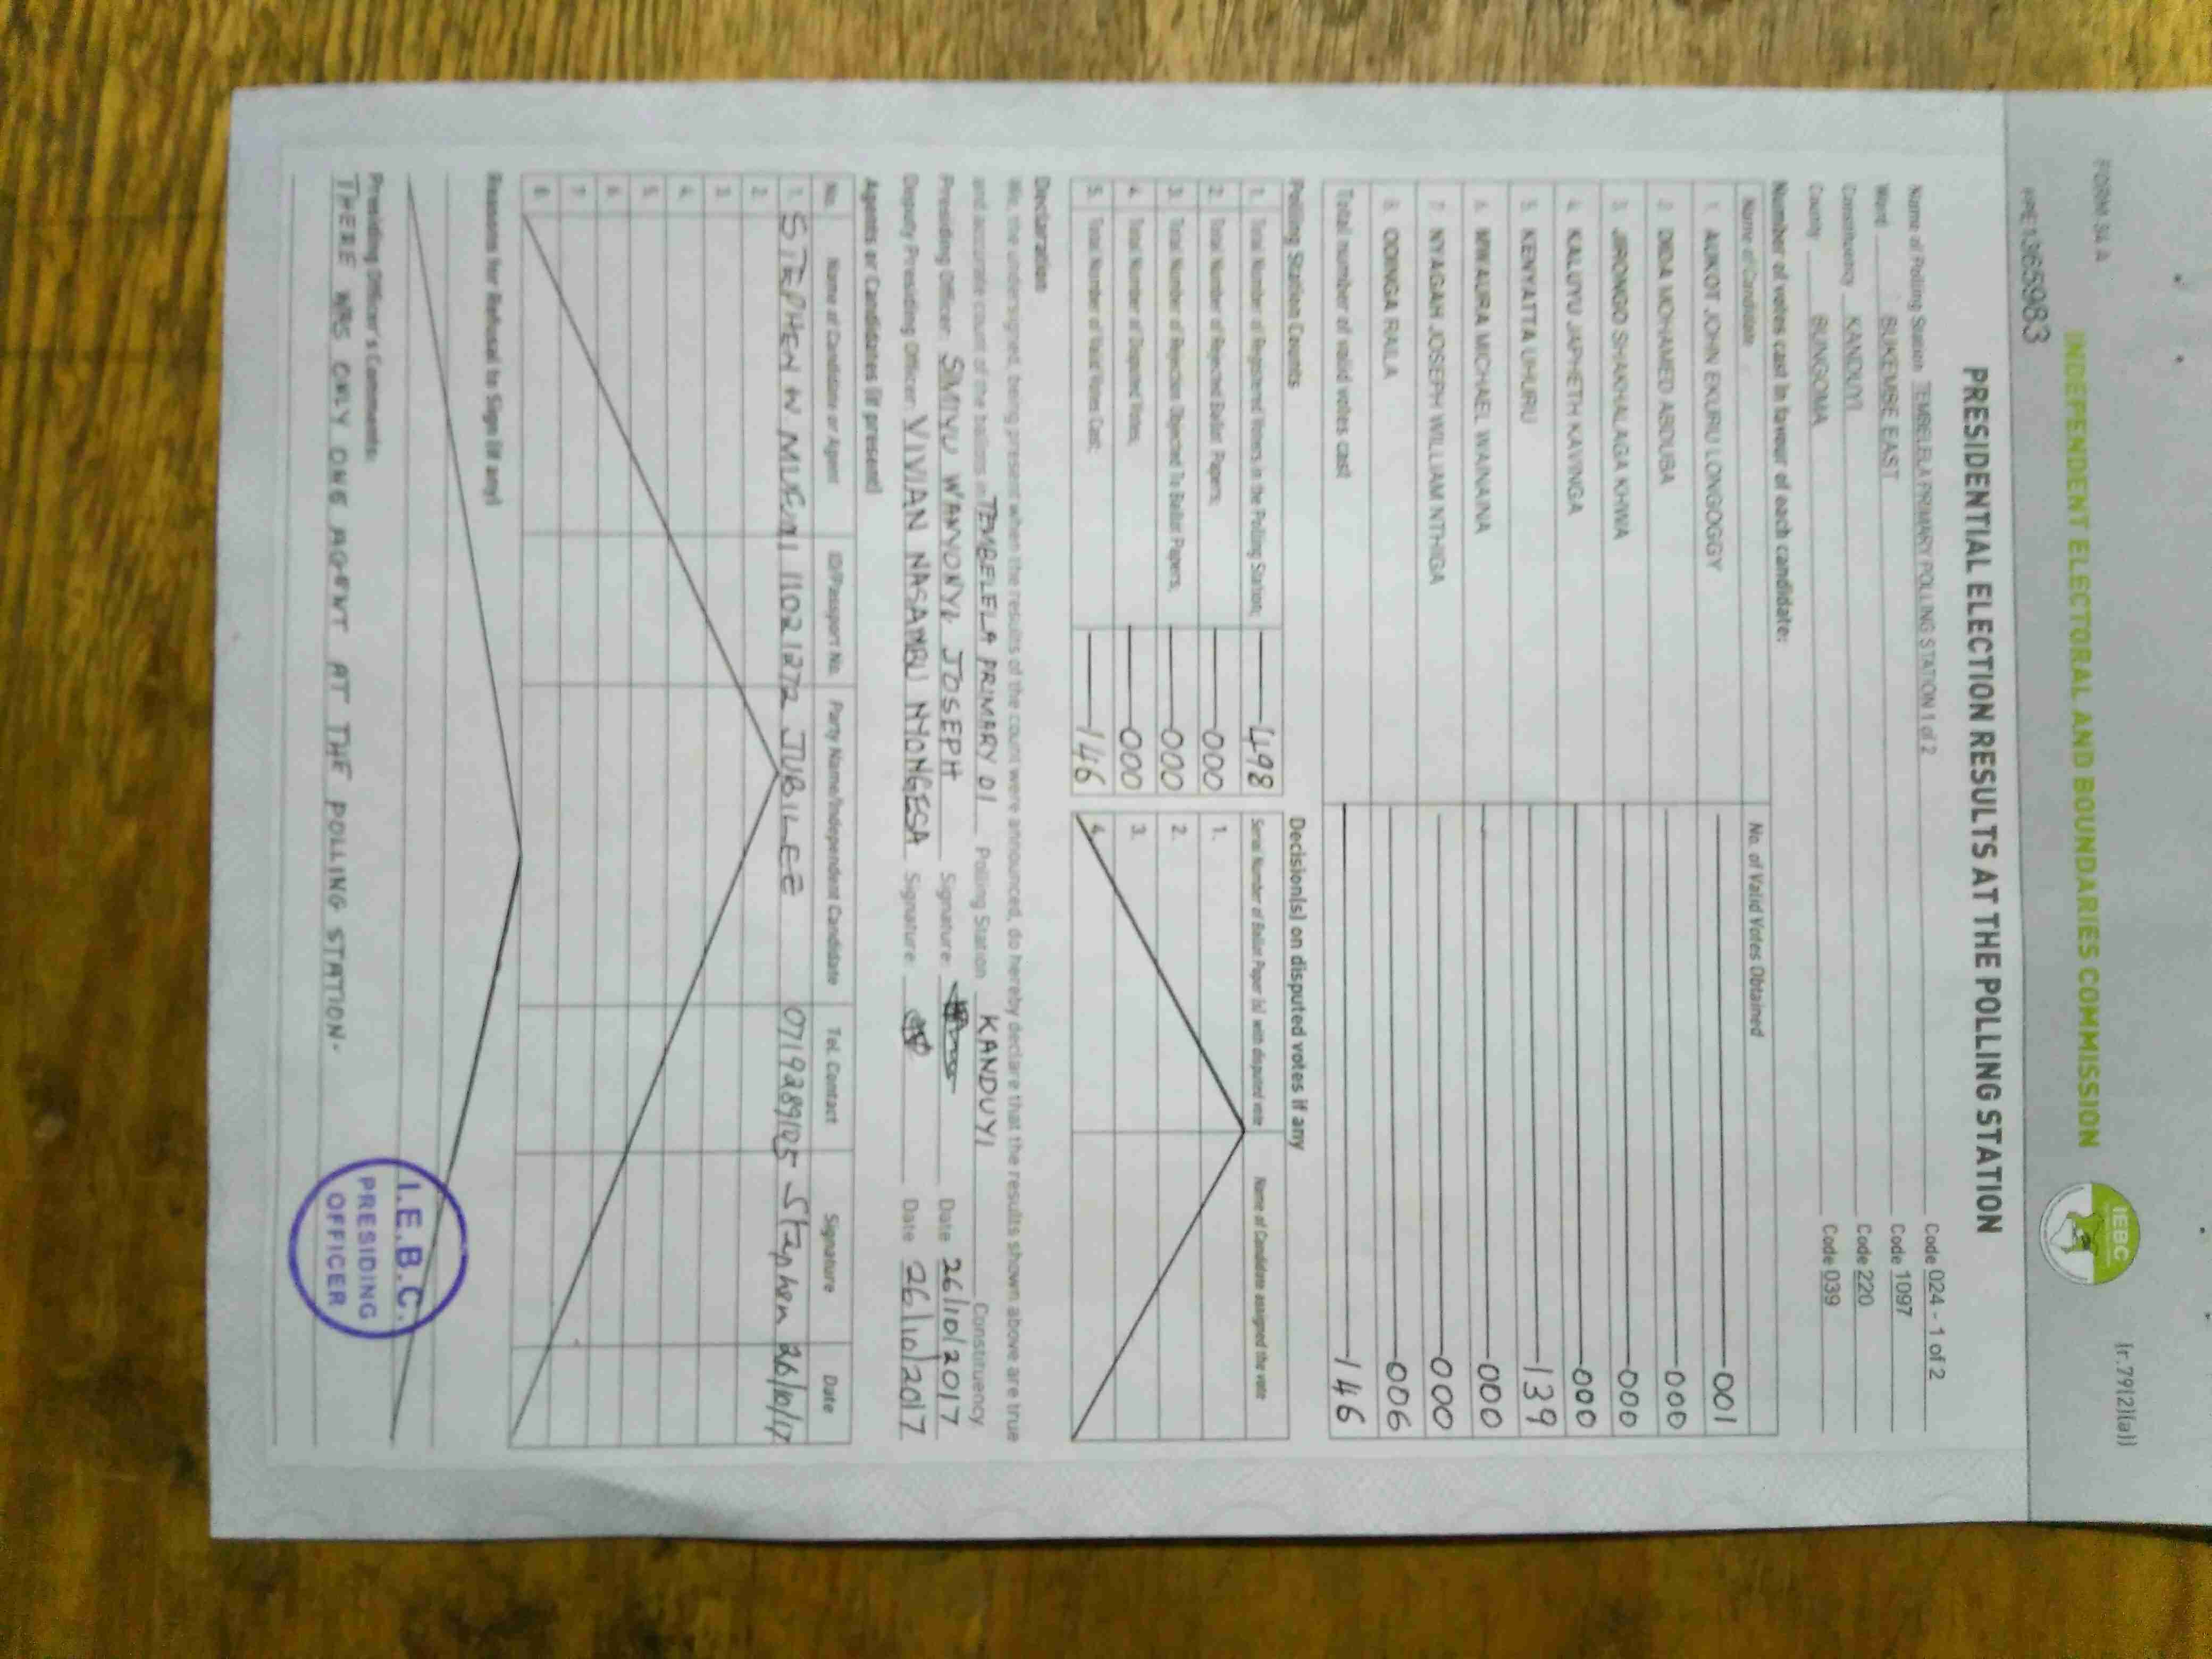 FORM 34 A
INDEPENDENT ELECTORAL AND BOUNDARIES COMMISSION
IEBC
(r.79(2)(a))
PRESIDENTIAL ELECTION RESULTS AT THE POLLING STATION
Name of Polling Station TEMBELELA PRIMARY POLLING STATION 1 of 2 Code 024 - 1 of 2
Ward BUKEMBE EAST Code 1097
Constituency KANDUYI Code 220
County BUNGOMA Code 039
Number of votes cast in favour of each candidate:
Name of Candidate No. of Valid Votes Obtained
1. AUKOT JOHN EKURU LONGOGGY 001
2. DIDA MOHAMED ABDUBA 000
3. JIRONGO SHAKHALAGA KHWA 000
4. KALUYU JAPHETH KAVINGA 000
5. KENYATTA UHURU 139
6. MWAURA MICHAEL WAINAINA 000
7. NYAGAH JOSEPH WILLIAM NTHIGA 000
8. ODINGA RAILA 006
Total number of valid votes cast 146
Polling Station Counts
1. Total Number of Registered Voters in the Polling Station; 498
2. Total Number of Rejected Ballot Papers; 000
3. Total Number of Rejection Objected To Ballot Papers; 000
4. Total Number of Disputed Votes; 000
5. Total Number of Valid Votes Cast; 146
Decision(s) on disputed votes if any
Serial Number of Ballot Paper (s) with disputed vote Name of Candidate assigned the vote
1.
2.
3.
4.
Declaration
We, the undersigned, being present when the results of the count were announced, do hereby declare that the results shown above are true
and accurate count of the ballots in TEMBELELA PRIMARY 01 Polling Station KANDUYI Constituency
Presiding Officer: SMIYU WANYONYI JOSEPH Signature: Date 26/10/2017
Deputy Presiding Officer: VIVIAN NASAMBU NYONGESA Signature: Date 26/10/2017
Agents or Candidates (if present)
No. Name of Candidate or Agent ID/Passport No. Party Name/Independent Candidate Tel. Contact Signature Date
1. STEPHEN W 11021272 JUBILEE Stephen 26/10/17
2.
3.
4.
5.
6.
7.
8.
Reasons for Refusal to Sign (if any)
Presiding Officer's Comments:
THERE WAS ONLY ONE AGENT AT THE POLLING STATION.
I.E.B.C.
PRESIDING
OFFICER